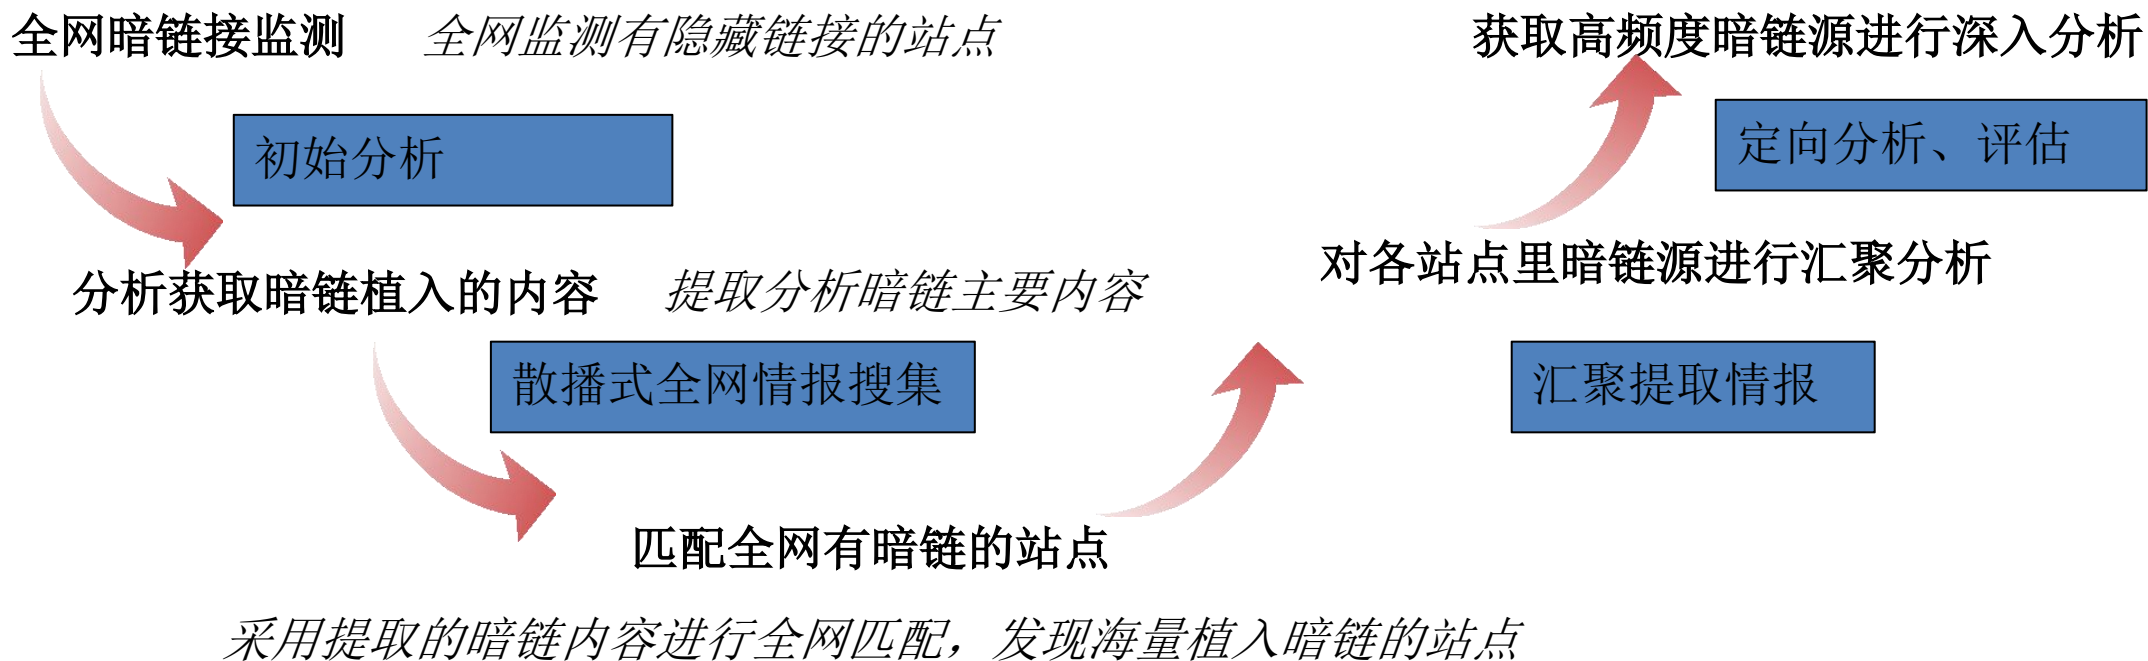 全网暗链接监测
全网监测有隐藏链接的站点
初始分析
分析获取暗链植入的内容
提取分析暗链主要内容
散播式全网情报搜集
匹配全网有暗链的站点
采用提取的暗链内容进行全网匹配，发现海量植入暗链的站点
对各站点里暗链源进行汇聚分析
汇聚提取情报
获取高频度暗链源进行深入分析
定向分析、评估